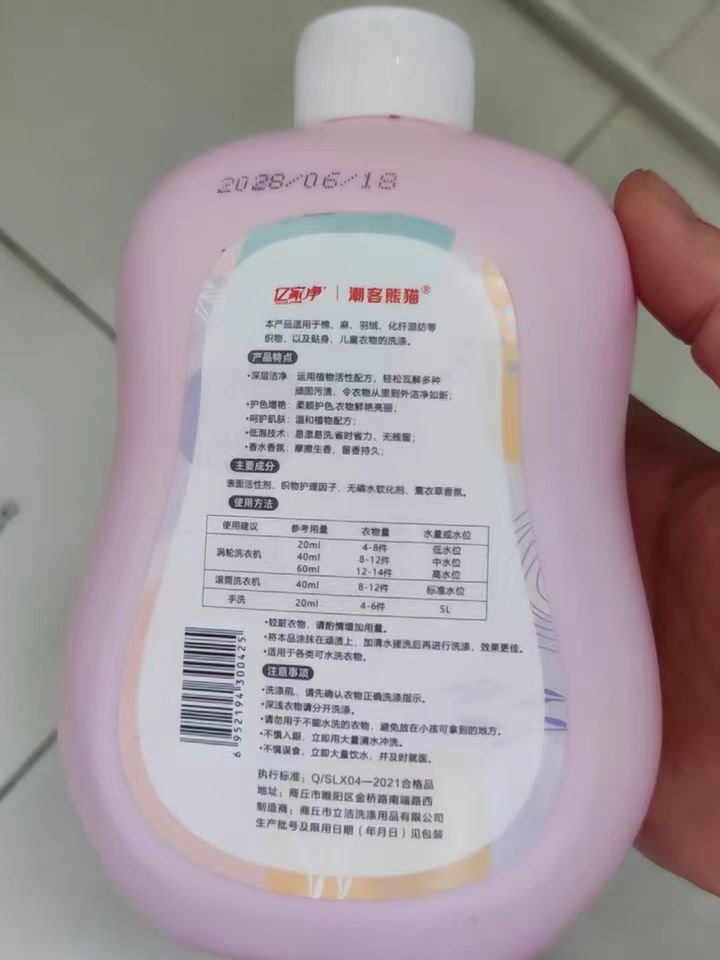 2028/06/18
亿家净® | 潮客熊猫®
本产品适用于棉、麻、羽绒、化纤混纺等
织物，以及贴身、儿童衣物的洗涤。
产品特点
·深层洁净：运用植物活性配方，轻松瓦解多种
顽固污渍，令衣物从里到外洁净如新；
·护色增艳：柔顺护色,衣物鲜艳亮丽；
·呵护肌肤：温和植物配方；
·低泡技术：易漂易洗,省时省力，无残留；
·香水香氛：摩擦生香、留香持久；
主要成分
表面活性剂、织物护理因子、无磷水软化剂、薰衣草香氛。
使用方法
使用建议 参考用量 衣物量 水量或水位
涡轮洗衣机 20ml 4-8件 低水位
40ml 8-12件 中水位
60ml 12-14件 高水位
滚筒洗衣机 40ml 8-12件 标准水位
手洗 20ml 4-6件 5L
·较脏衣物，请酌情增加用量。
·将本品涂抹在顽渍上，加清水搓洗后再进行洗涤，效果更佳。
·适用于各类可水洗衣物。
注意事项
·洗涤前,，请先确认衣物正确洗涤指示。
·深浅衣物请分开洗涤。
·请勿用于不能水洗的衣物，避免放在小孩可拿到的地方。
·不慎入眼，立即用大量清水冲洗。
·不慎误食，立即大量饮水，并及时就医。
6 952194 300425
执行标准：Q/SLX04—2021合格品
地址：商丘市睢阳区金桥路南端路西
制造商：商丘市立洁洗涤用品有限公司
生产批号及限用日期（年月日）见包装